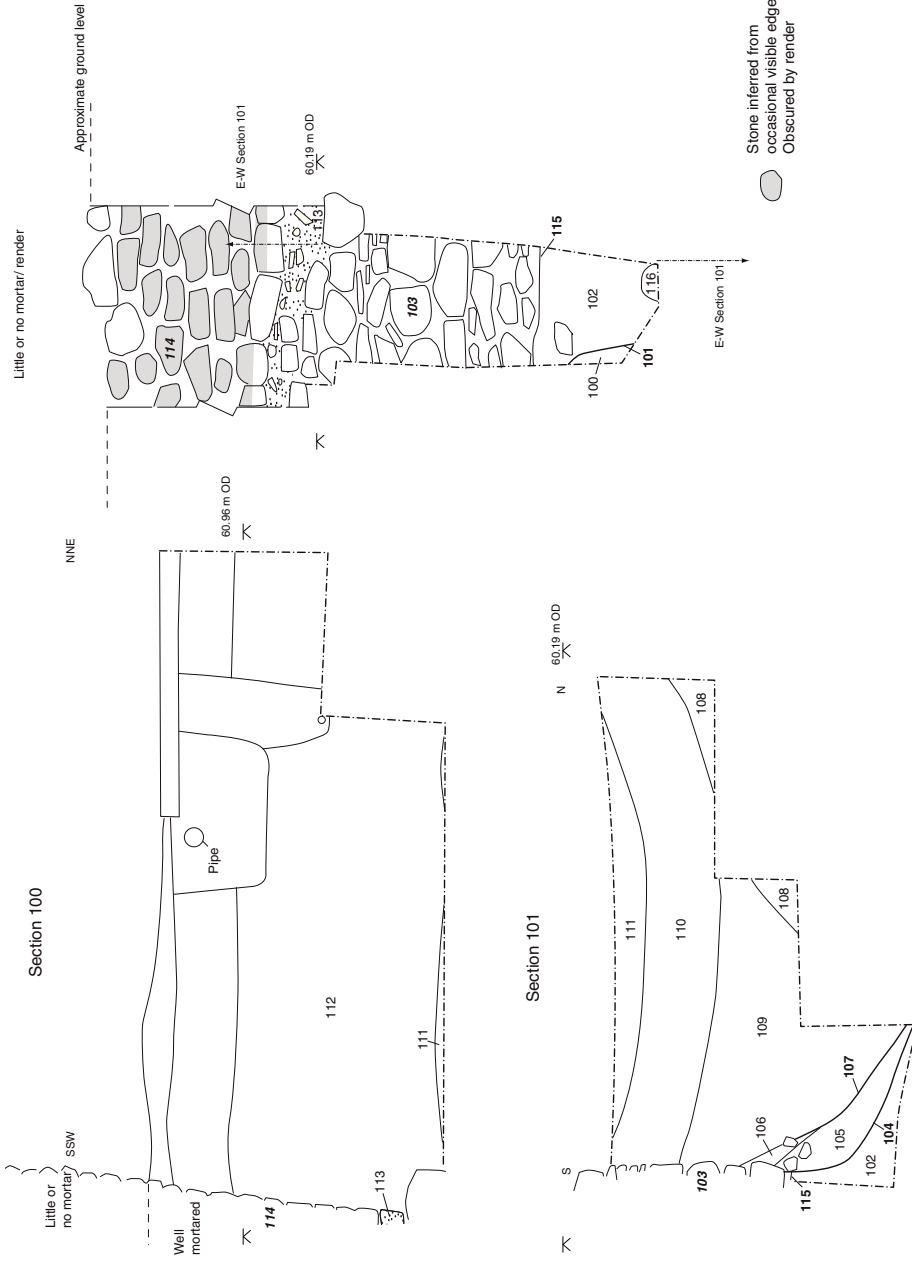 Section 100
SSW
NNE
Little or
no mortar
Well
mortared
114
113
Pipe
60.96 m OD
112
111
Section 101
S
N
60.19 m OD
111
110
108
108
109
103
106
107
105
104
102
115
Little or no mortar/ render
Approximate ground level
114
E-W Section 101
60.19 m OD
113
103
115
102
116
100
101
E-W Section 101
Stone inferred from
occasional visible edge
Obscured by render